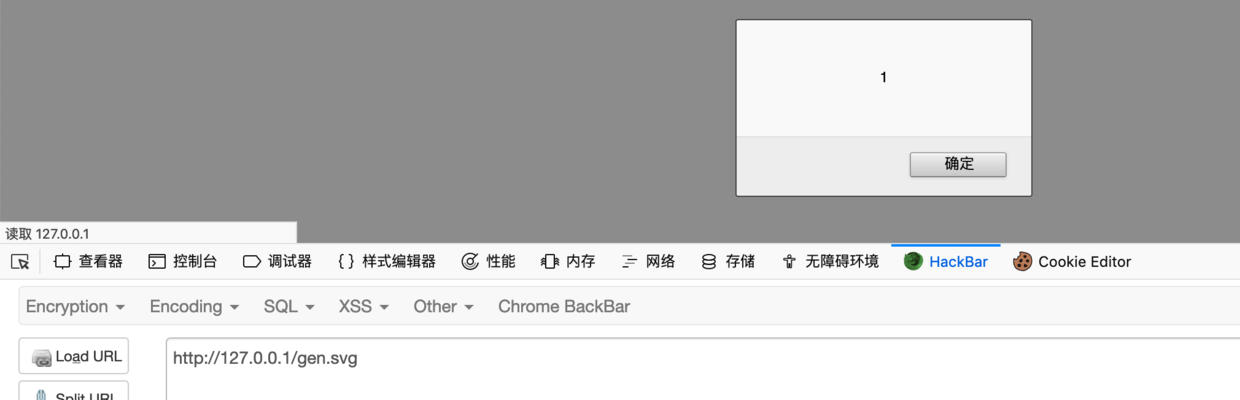 1
确定
读取 127.0.0.1
查看器 控制台 调试器 {} 样式编辑器 性能 内存 网络 存储 无障碍环境 HackBar Cookie Editor
Encryption Encoding SQL XSS Other Chrome BackBar
Load URL http://127.0.0.1/gen.svg
Split URL